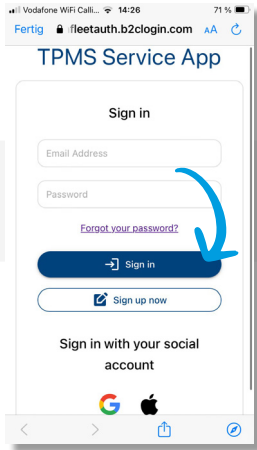 Vodafone WiFi Calli... 14:26 71 %
Fertig fleetauth.b2clogin.com AA
TPMS Service App
Sign in
Email Address
Password
Forgot your password?
Sign in
Sign up now
Sign in with your social
account